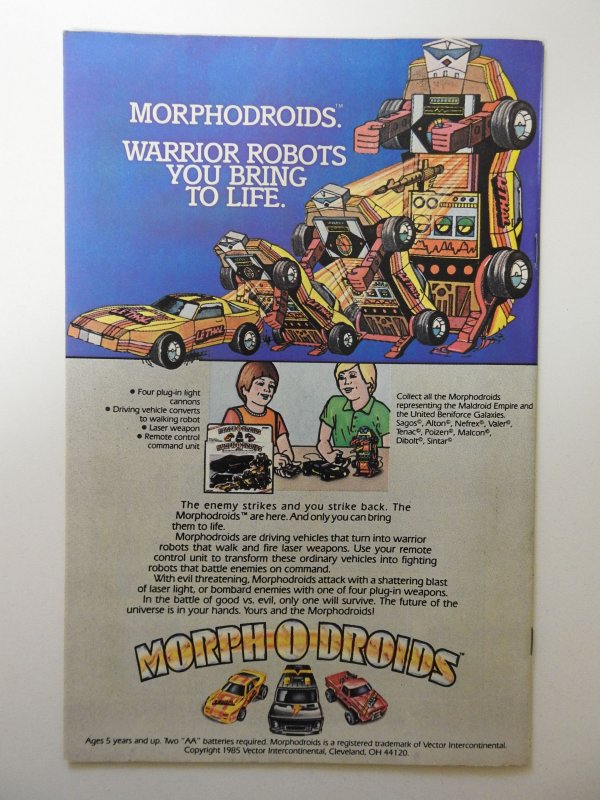 MORPHODROIDS.™
WARRIOR ROBOTS
YOU BRING
TO LIFE.
● Four plug-in light
cannons
● Driving vehicle converts
to walking robot
● Laser weapon
● Remote control
command unit
Collect all the Morphodroids
representing the Maldroid Empire and
the United Beniforce Galaxies.
Sagos©, Alton©, Nefrex©, Valer©,
Tenac©, Poizen©, Malcon©,
Dibolt©, Sintar©
The enemy strikes and you strike back. The
Morphodroids™ are here. And only you can bring
them to life.
Morphodroids are driving vehicles that turn into warrior
robots that walk and fire laser weapons. Use your remote
control unit to transform these ordinary vehicles into fighting
robots that battle enemies on command.
With evil threatening, Morphodroids attack with a shattering blast
of laser light, or bombard enemies with one of four plug-in weapons.
In the battle of good vs. evil, only one will survive. The future of the
universe is in your hands. Yours and the Morphodroids!
MORPH O DROIDS™
Ages 5 years and up. Two "AA" batteries required. Morphodroids is a registered trademark of Vector Intercontinental.
Copyright 1985 Vector Intercontinental, Cleveland, OH 44120.